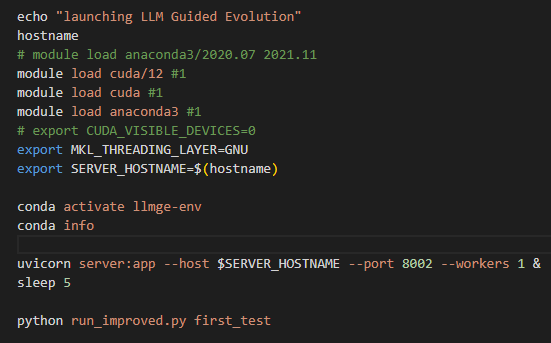 echo "launching LLM Guided Evolution"
hostname
# module load anaconda3/2020.07 2021.11
module load cuda/12 #1
module load cuda #1
module load anaconda3 #1
# export CUDA_VISIBLE_DEVICES=0
export MKL_THREADING_LAYER=GNU
export SERVER_HOSTNAME=$(hostname)
conda activate llmge-env
conda info
uvicorn server:app --host $SERVER_HOSTNAME --port 8002 --workers 1 &
sleep 5
python run_improved.py first_test